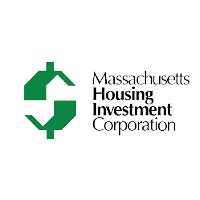 Massachusetts
Housing
Investment
Corporation